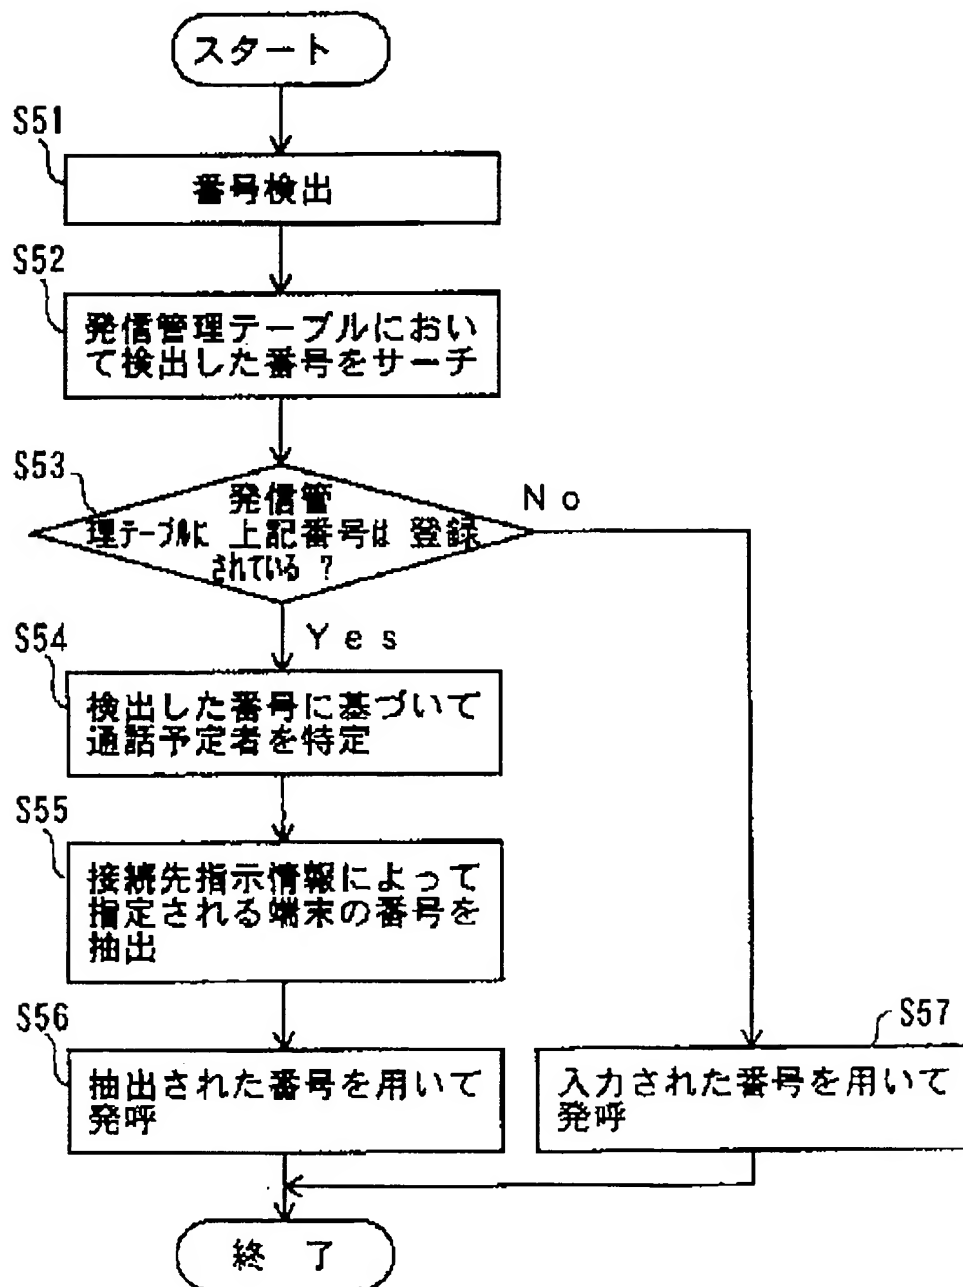 スタート
S51
番号検出
S52
発信管理テーブルにおい
て検出した番号をサーチ
S53
発信管
理テーブルに 上記番号は 登録
されている ?
No
Yes
S54
検出した番号に基づいて
通話予定者を特定
S55
接続先指示情報によって
指定される端末の番号を
抽出
S56
抽出された番号を用いて
発呼
S57
入力された番号を用いて
発呼
終 了